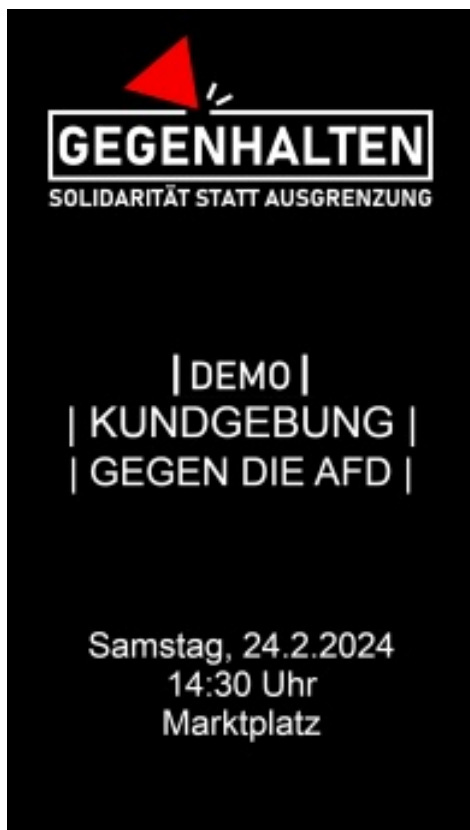 GEGENHALTEN
SOLIDARITÄT STATT AUSGRENZUNG
| DEMO |
| KUNDGEBUNG |
| GEGEN DIE AFD |
Samstag, 24.2.2024
14:30 Uhr
Marktplatz